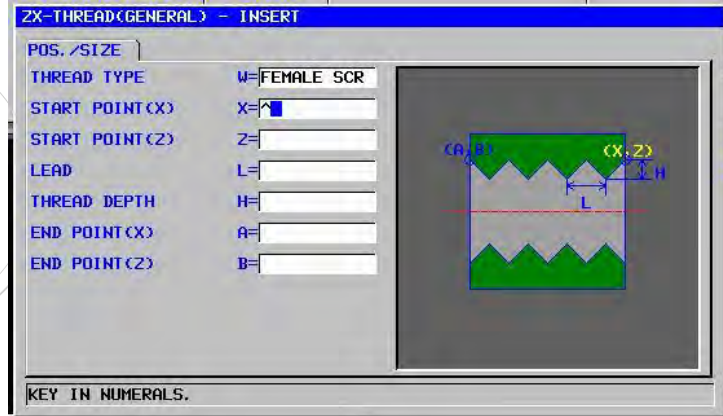 ZX-THREAD(GENERAL) - INSERT
POS./SIZE
THREAD TYPE W=FEMALE SCR
START POINT(X) X=^
START POINT(Z) Z=
LEAD L=
THREAD DEPTH H=
END POINT(X) A=
END POINT(Z) B=
(A,B) (X,Z)
H
L
KEY IN NUMERALS.